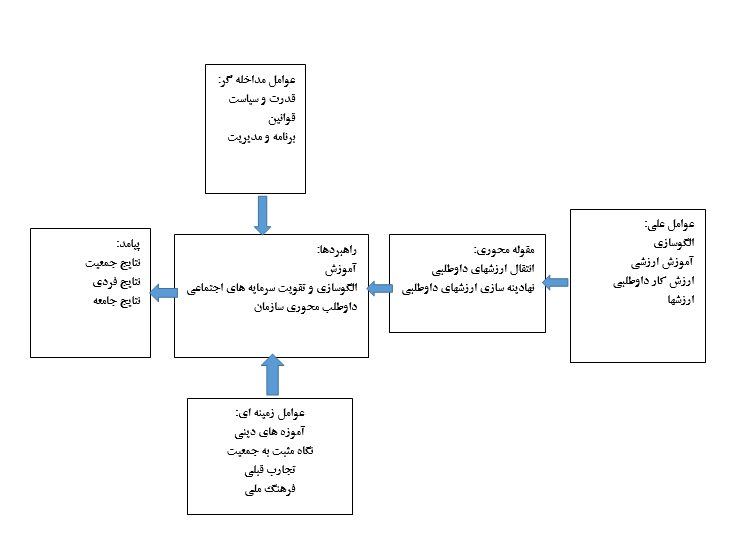 عوامل مداخله گر:
قدرت و سیاست
قوانین
برنامه و مدیریت
عوامل علی:
الگوسازی
آموزش ارزشی
ارزش کار داوطلبی
ارزشها
مقوله محوری:
انتقال ارزشهای داوطلبی
نهادینه سازی ارزشهای داوطلبی
راهبردها:
آموزش
الگوسازی و تقویت سرمایه های اجتماعی
داوطلب محوری سازمان
پیامد:
نتایج جمعیت
نتایج فردی
نتایج جامعه
عوامل زمینه ای:
آموزه های دینی
نگاه مثبت به جمعیت
تجارب قبلی
فرهنگ ملی